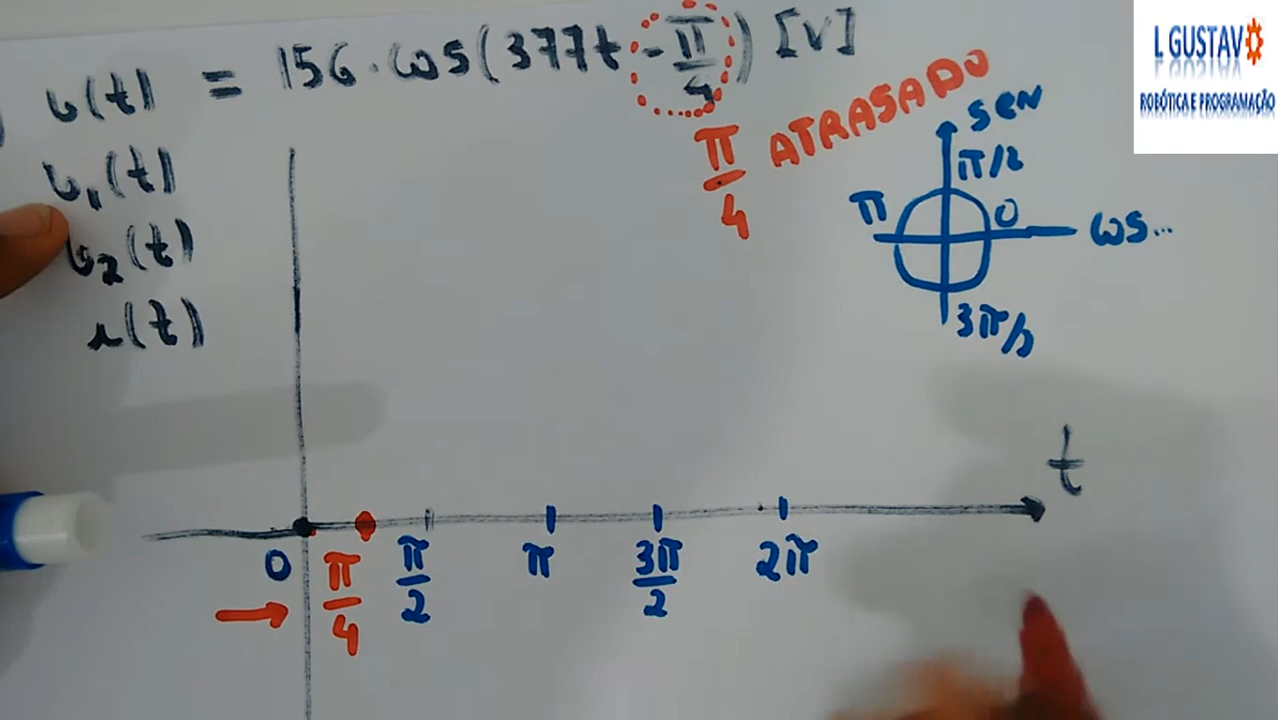 v(t) = 156 · cos(377t - π/4) [V]
π/4 ATRASADO
v₁(t)
v₂(t)
i(t)
SEN
π/2
π
0
cos...
3π/2
t
0
π/4
π/2
π
3π/2
2π
L GUSTAVO
ROBÓTICA E PROGRAMAÇÃO